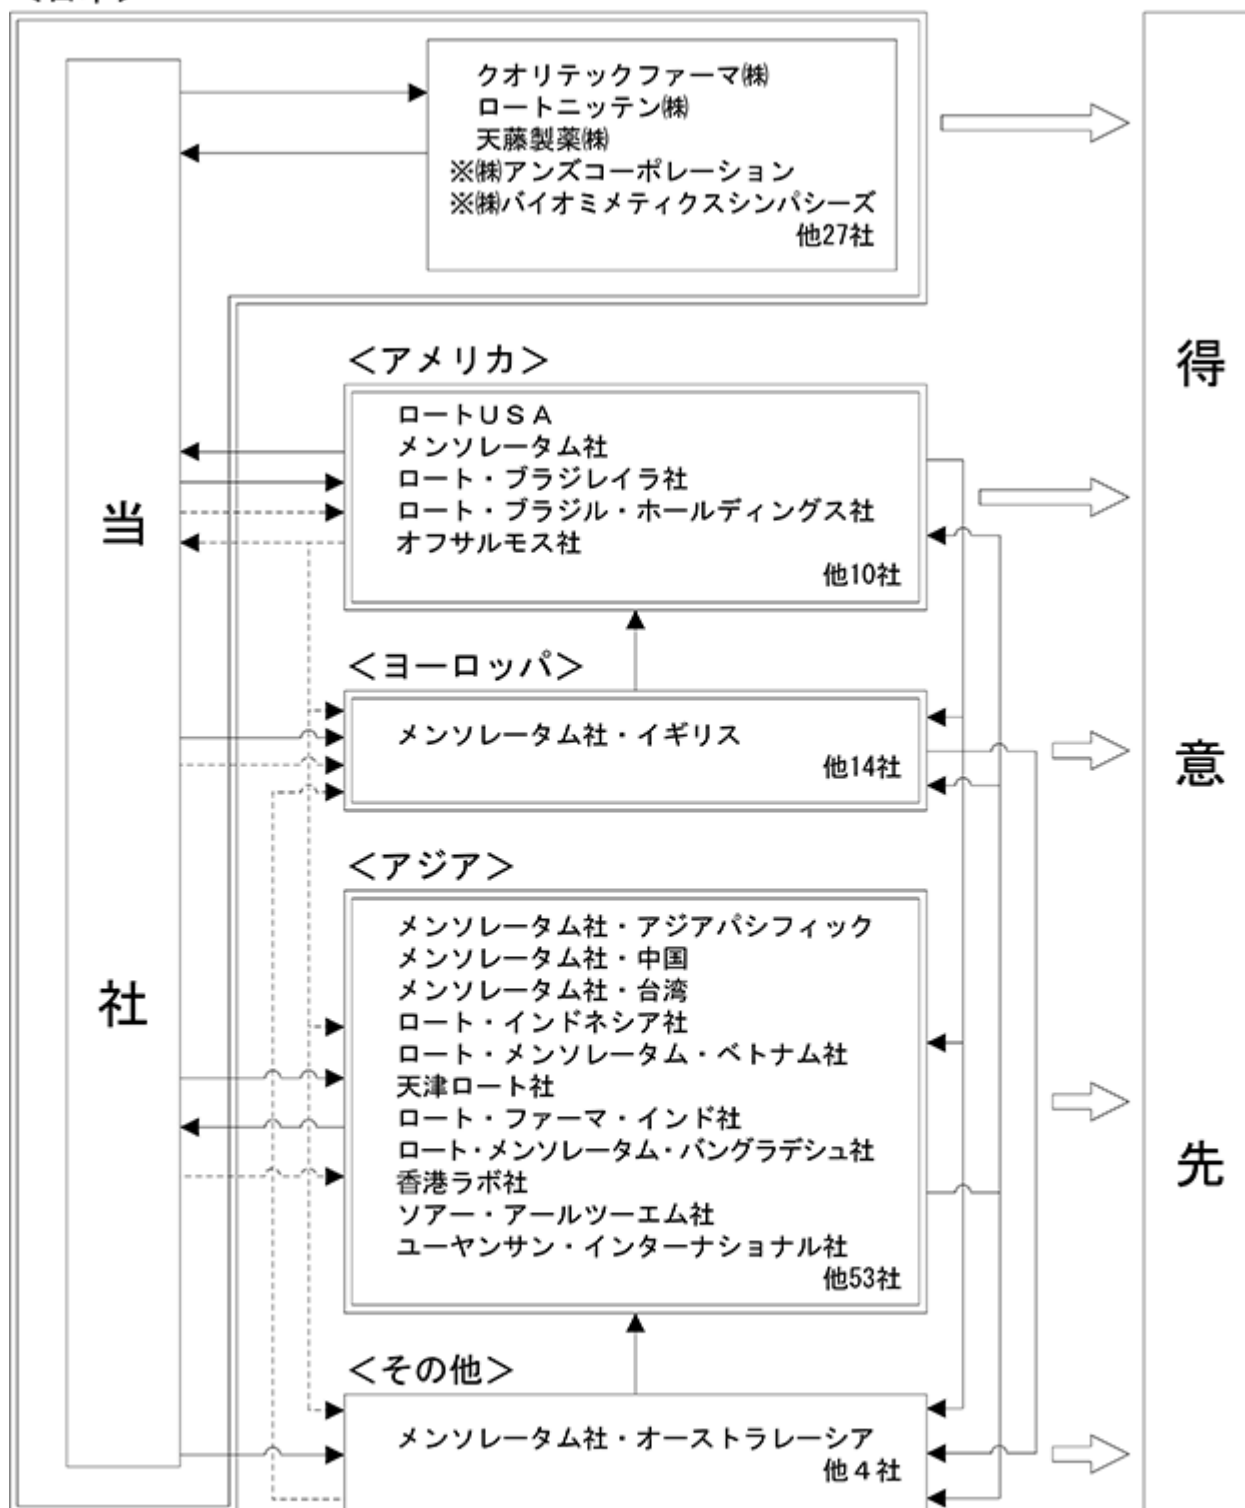 クオリテックファーマ㈱
ロートニッテン㈱
天藤製薬㈱
※㈱アンズコーポレーション
※㈱バイオミメティクスシンパシーズ
他27社
＜アメリカ＞
ロートＵＳＡ
メンソレータム社
ロート・ブラジレイラ社
ロート・ブラジル・ホールディングス社
オフサルモス社
他10社
＜ヨーロッパ＞
メンソレータム社・イギリス
他14社
＜アジア＞
メンソレータム社・アジアパシフィック
メンソレータム社・中国
メンソレータム社・台湾
ロート・インドネシア社
ロート・メンソレータム・ベトナム社
天津ロート社
ロート・ファーマ・インド社
ロート・メンソレータム・バングラデシュ社
香港ラボ社
ソアー・アールツーエム社
ユーヤンサン・インターナショナル社
他53社
＜その他＞
メンソレータム社・オーストラレーシア
他４社
当社
得意先